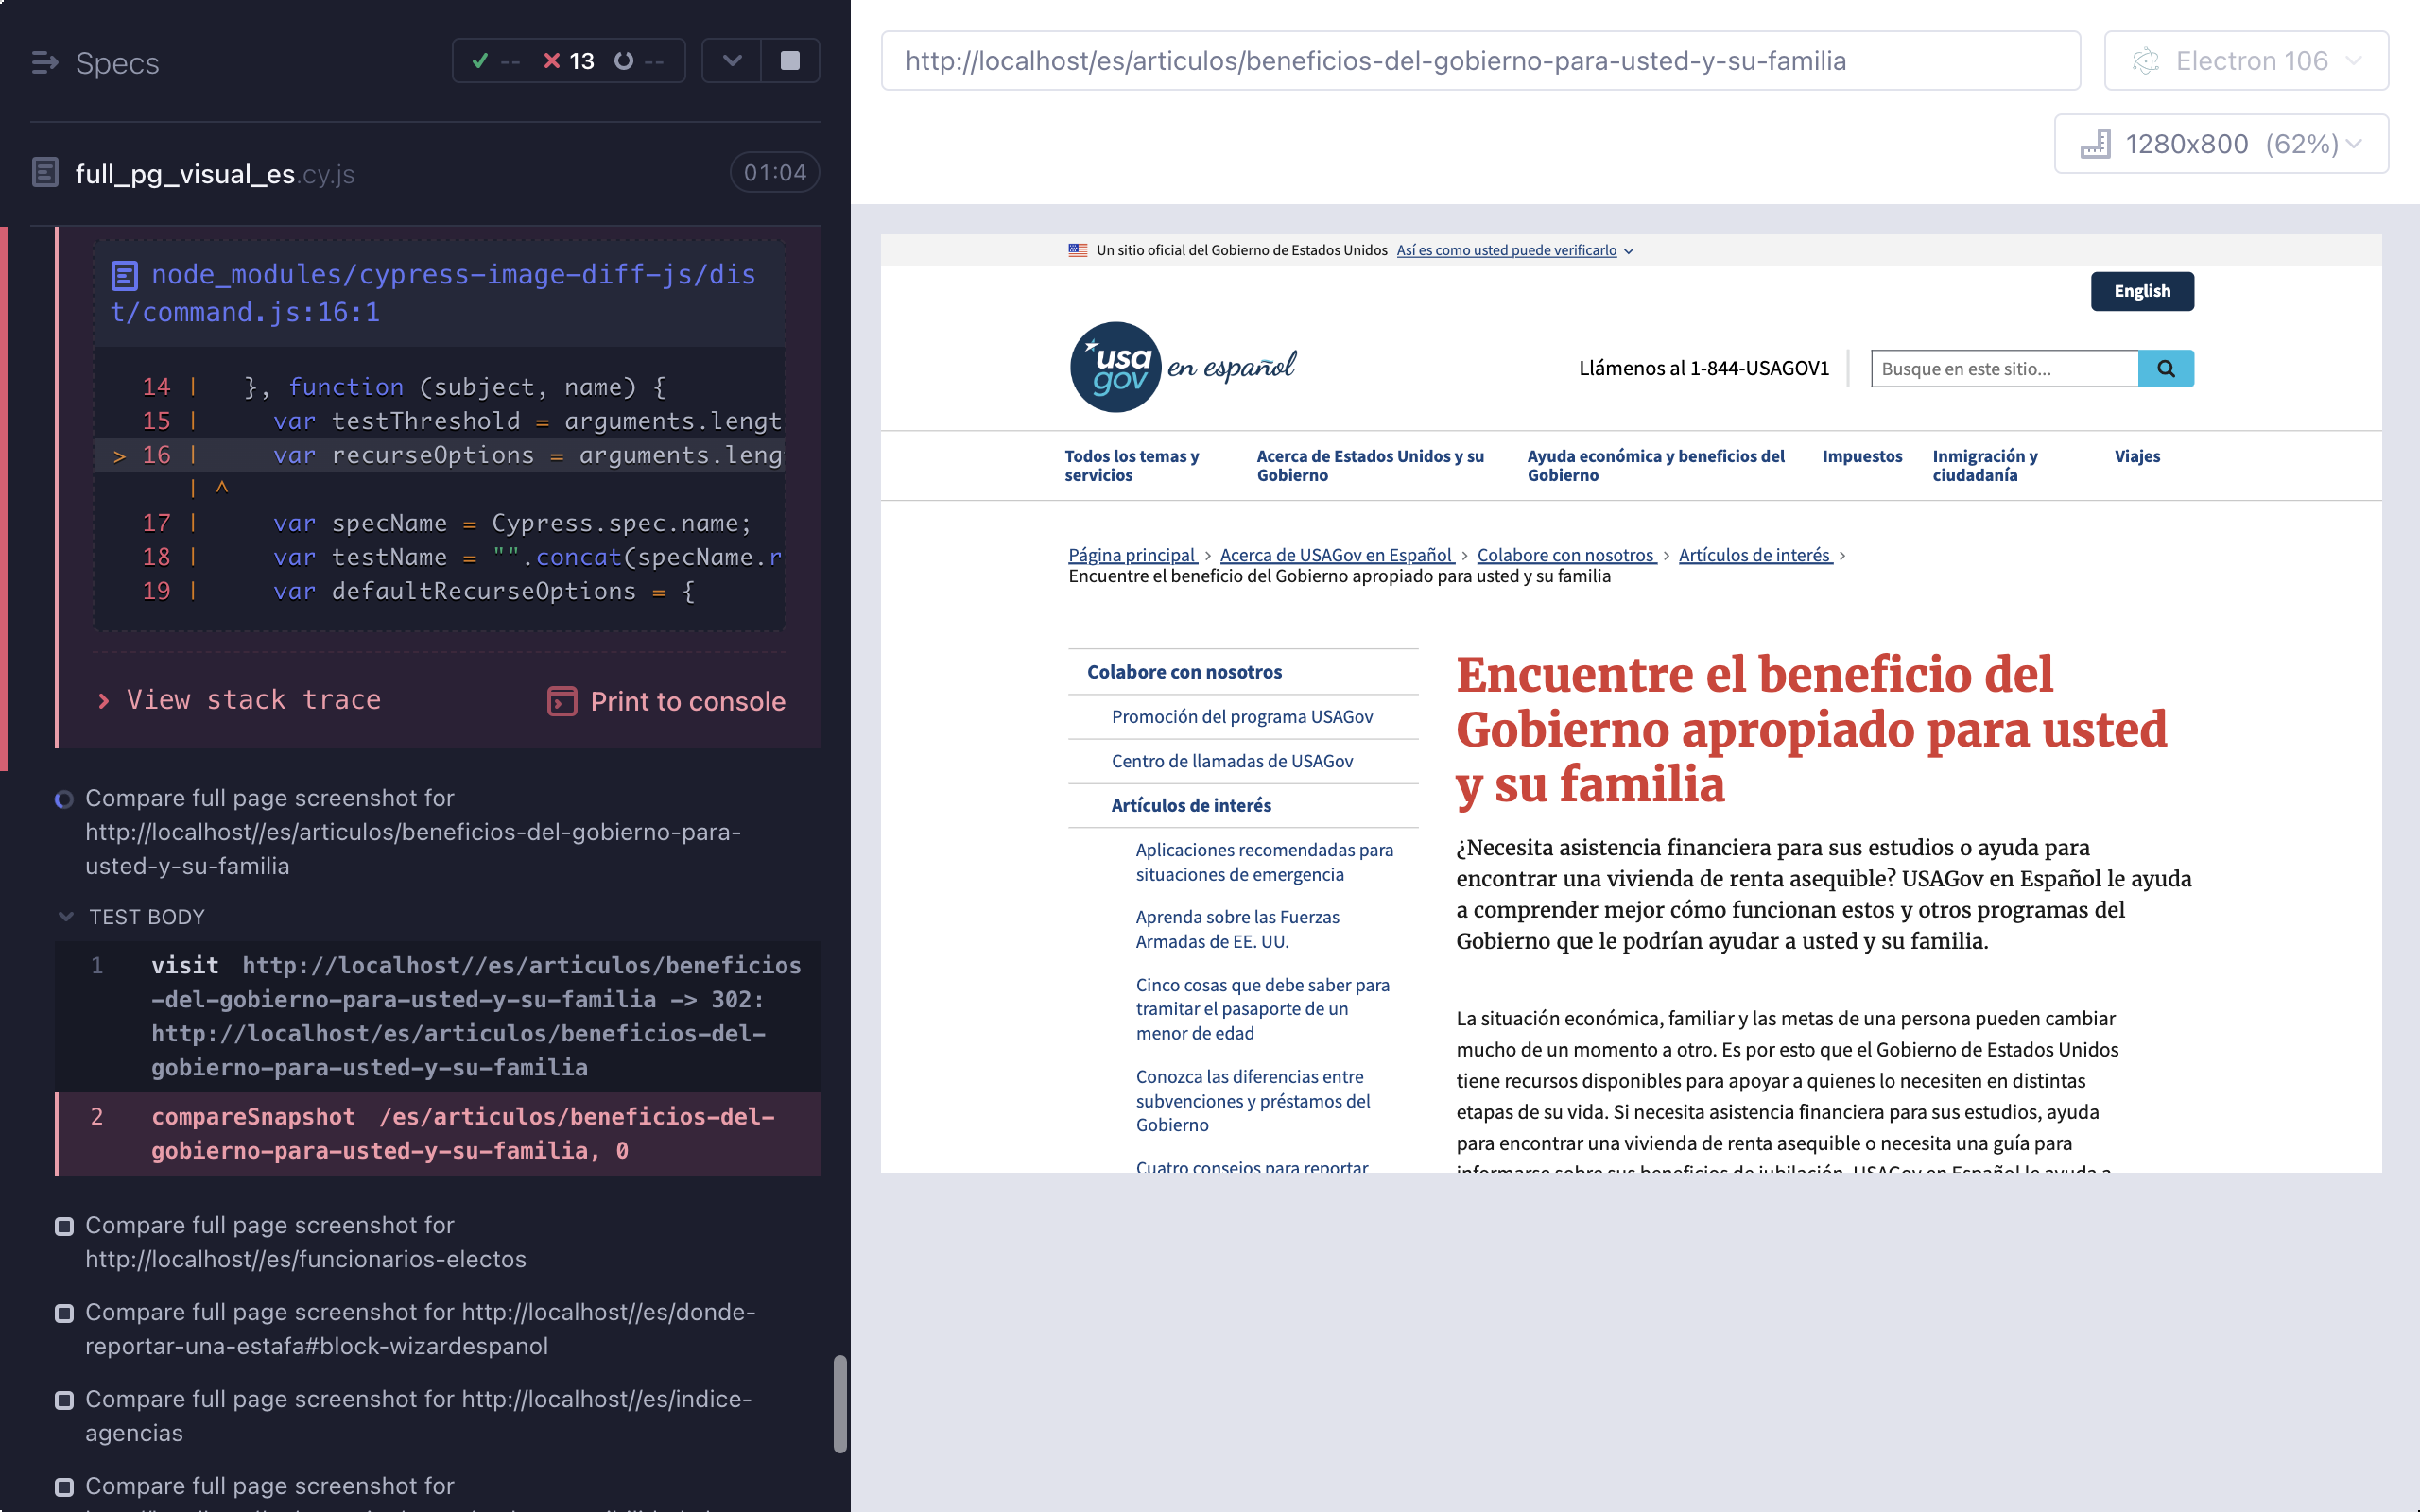 Specs
-- 13 --
full_pg_visual_es.cy.js
01:04
node_modules/cypress-image-diff-js/dis
t/command.js:16:1
14 | }, function (subject, name) {
15 | var testThreshold = arguments.lengt
> 16 | var recurseOptions = arguments.leng
| ^
17 | var specName = Cypress.spec.name;
18 | var testName = "".concat(specName.r
19 | var defaultRecurseOptions = {
View stack trace
Print to console
Compare full page screenshot for
http://localhost//es/articulos/beneficios-del-gobierno-para-
usted-y-su-familia
TEST BODY
1 visit http://localhost//es/articulos/beneficios
-del-gobierno-para-usted-y-su-familia -> 302:
http://localhost/es/articulos/beneficios-del-
gobierno-para-usted-y-su-familia
2 compareSnapshot /es/articulos/beneficios-del-
gobierno-para-usted-y-su-familia, 0
Compare full page screenshot for
http://localhost//es/funcionarios-electos
Compare full page screenshot for http://localhost//es/donde-
reportar-una-estafa#block-wizardespanol
Compare full page screenshot for http://localhost//es/indice-
agencias
Compare full page screenshot for
http://localhost/es/articulos/beneficios-del-gobierno-para-usted-y-su-familia
Electron 106
1280x800 (62%)
Un sitio oficial del Gobierno de Estados Unidos Así es como usted puede verificarlo
English
usa
gov
en español
Llámenos al 1-844-USAGOV1
Busque en este sitio...
Todos los temas y
servicios
Acerca de Estados Unidos y su
Gobierno
Ayuda económica y beneficios del
Gobierno
Impuestos
Inmigración y
ciudadanía
Viajes
Página principal > Acerca de USAGov en Español > Colabore con nosotros > Artículos de interés >
Encuentre el beneficio del Gobierno apropiado para usted y su familia
Colabore con nosotros
Promoción del programa USAGov
Centro de llamadas de USAGov
Artículos de interés
Aplicaciones recomendadas para
situaciones de emergencia
Aprenda sobre las Fuerzas
Armadas de EE. UU.
Cinco cosas que debe saber para
tramitar el pasaporte de un
menor de edad
Conozca las diferencias entre
subvenciones y préstamos del
Gobierno
Cuatro consejos para reportar
Encuentre el beneficio del
Gobierno apropiado para usted
y su familia
¿Necesita asistencia financiera para sus estudios o ayuda para
encontrar una vivienda de renta asequible? USAGov en Español le ayuda
a comprender mejor cómo funcionan estos y otros programas del
Gobierno que le podrían ayudar a usted y su familia.
La situación económica, familiar y las metas de una persona pueden cambiar
mucho de un momento a otro. Es por esto que el Gobierno de Estados Unidos
tiene recursos disponibles para apoyar a quienes lo necesiten en distintas
etapas de su vida. Si necesita asistencia financiera para sus estudios, ayuda
para encontrar una vivienda de renta asequible o necesita una guía para
informarse sobre sus beneficios de jubilación, USAGov en Español le ayuda a